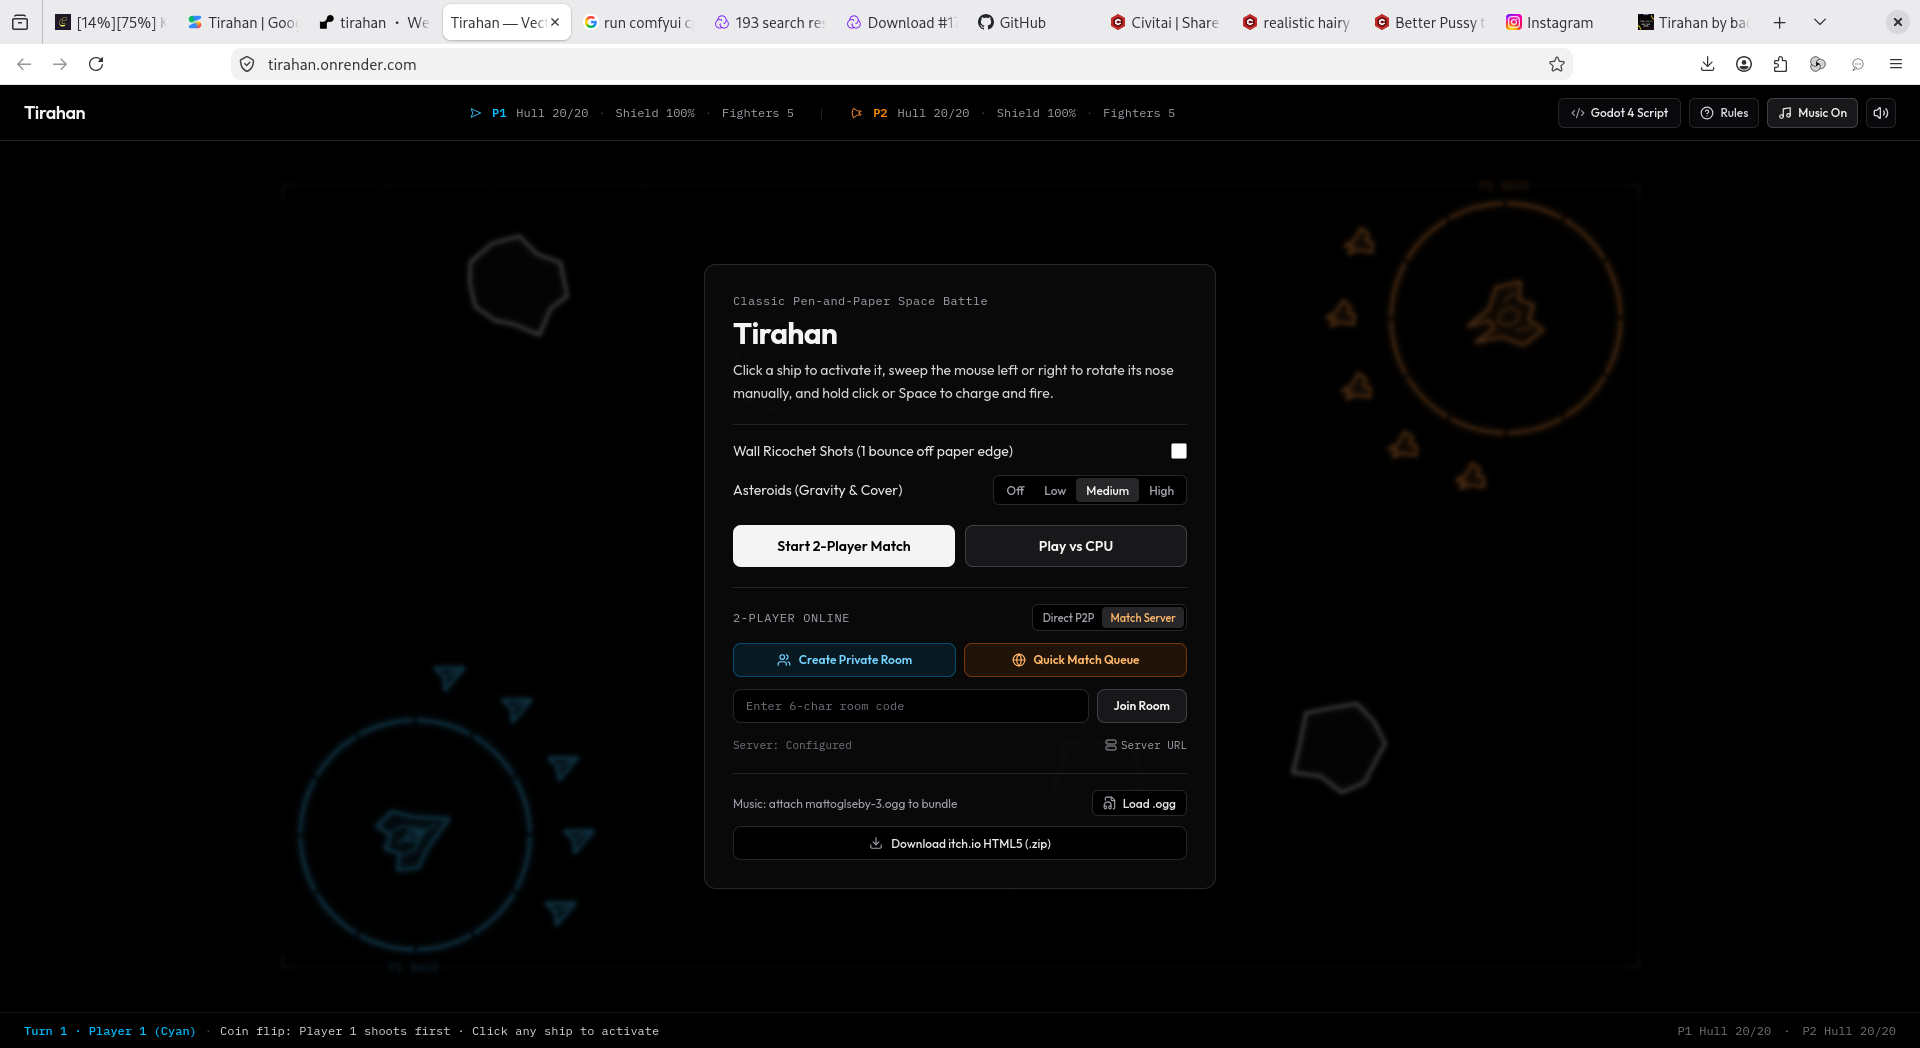 [14%][75%] K
Tirahan | Goo
tirahan · We
Tirahan — Vect
run comfyui c
193 search res
Download #1
GitHub
Civitai | Share
realistic hairy
Better Pussy t
Instagram
Tirahan by ba
tirahan.onrender.com
Tirahan
P1 Hull 20/20 · Shield 100% · Fighters 5 | P2 Hull 20/20 · Shield 100% · Fighters 5
</> Godot 4 Script
Rules
Music On
P2 BASE
Classic Pen-and-Paper Space Battle
Tirahan
Click a ship to activate it, sweep the mouse left or right to rotate its nose
manually, and hold click or Space to charge and fire.
Wall Ricochet Shots (1 bounce off paper edge)
Asteroids (Gravity & Cover) Off Low Medium High
Start 2-Player Match Play vs CPU
2-PLAYER ONLINE Direct P2P Match Server
Create Private Room Quick Match Queue
Enter 6-char room code Join Room
Server: Configured Server URL
Music: attach mattoglseby-3.ogg to bundle Load .ogg
Download itch.io HTML5 (.zip)
P1 BASE
Turn 1 · Player 1 (Cyan) · Coin flip: Player 1 shoots first · Click any ship to activate
P1 Hull 20/20 · P2 Hull 20/20